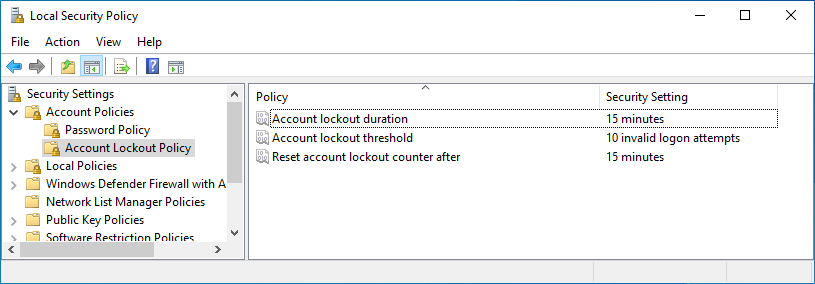 Local Security Policy
File Action View Help
Security Settings
Account Policies
Password Policy
Account Lockout Policy
Local Policies
Windows Defender Firewall with A
Network List Manager Policies
Public Key Policies
Software Restriction Policies
Policy Security Setting
Account lockout duration 15 minutes
Account lockout threshold 10 invalid logon attempts
Reset account lockout counter after 15 minutes